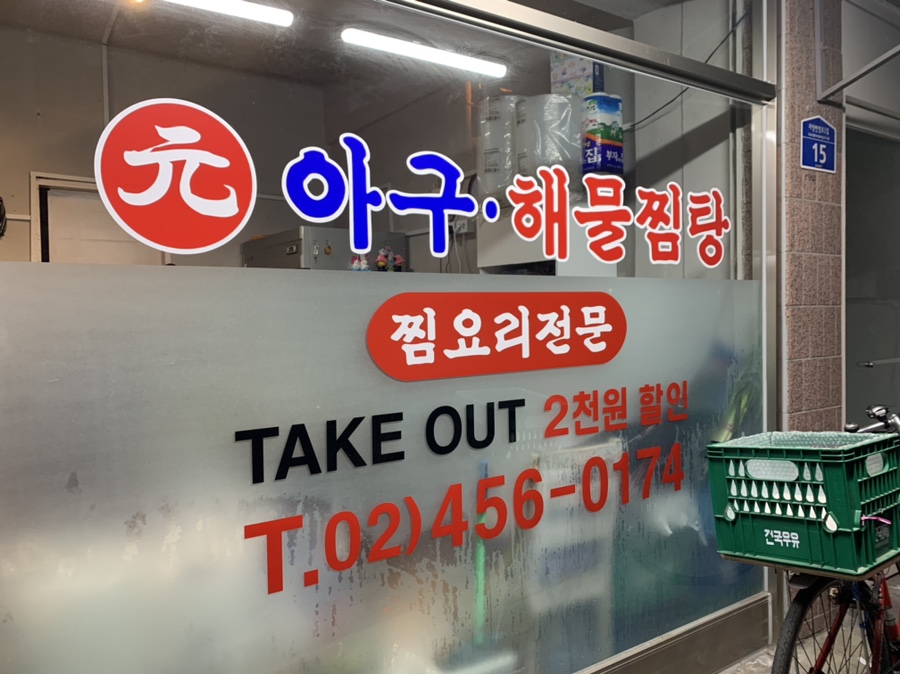 元 아구·해물찜탕
찜요리전문
TAKE OUT 2천원 할인
T.02)456-0174
15
건국우유